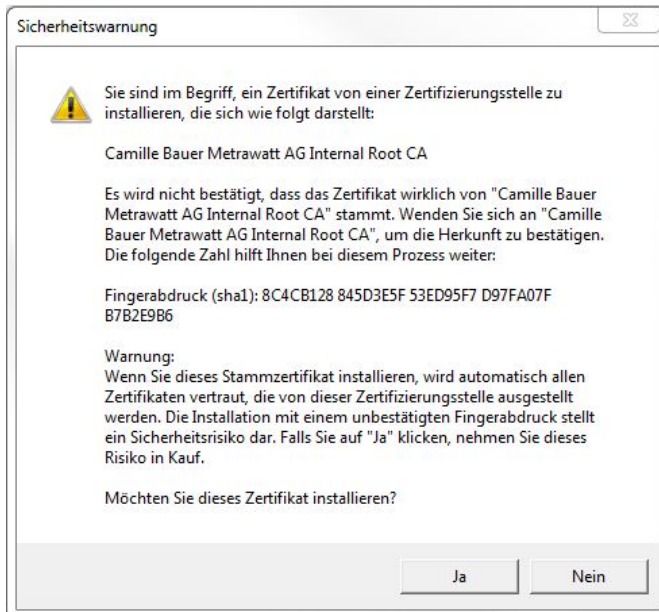 Sicherheitswarnung
Sie sind im Begriff, ein Zertifikat von einer Zertifizierungsstelle zu
installieren, die sich wie folgt darstellt:
Camille Bauer Metrawatt AG Internal Root CA
Es wird nicht bestätigt, dass das Zertifikat wirklich von "Camille Bauer
Metrawatt AG Internal Root CA" stammt. Wenden Sie sich an "Camille
Bauer Metrawatt AG Internal Root CA", um die Herkunft zu bestätigen.
Die folgende Zahl hilft Ihnen bei diesem Prozess weiter:
Fingerabdruck (sha1): 8C4CB128 845D3E5F 53ED95F7 D97FA07F
B7B2E9B6
Warnung:
Wenn Sie dieses Stammzertifikat installieren, wird automatisch allen
Zertifikaten vertraut, die von dieser Zertifizierungsstelle ausgestellt
werden. Die Installation mit einem unbestätigten Fingerabdruck stellt
ein Sicherheitsrisiko dar. Falls Sie auf "Ja" klicken, nehmen Sie dieses
Risiko in Kauf.
Möchten Sie dieses Zertifikat installieren?
Ja
Nein